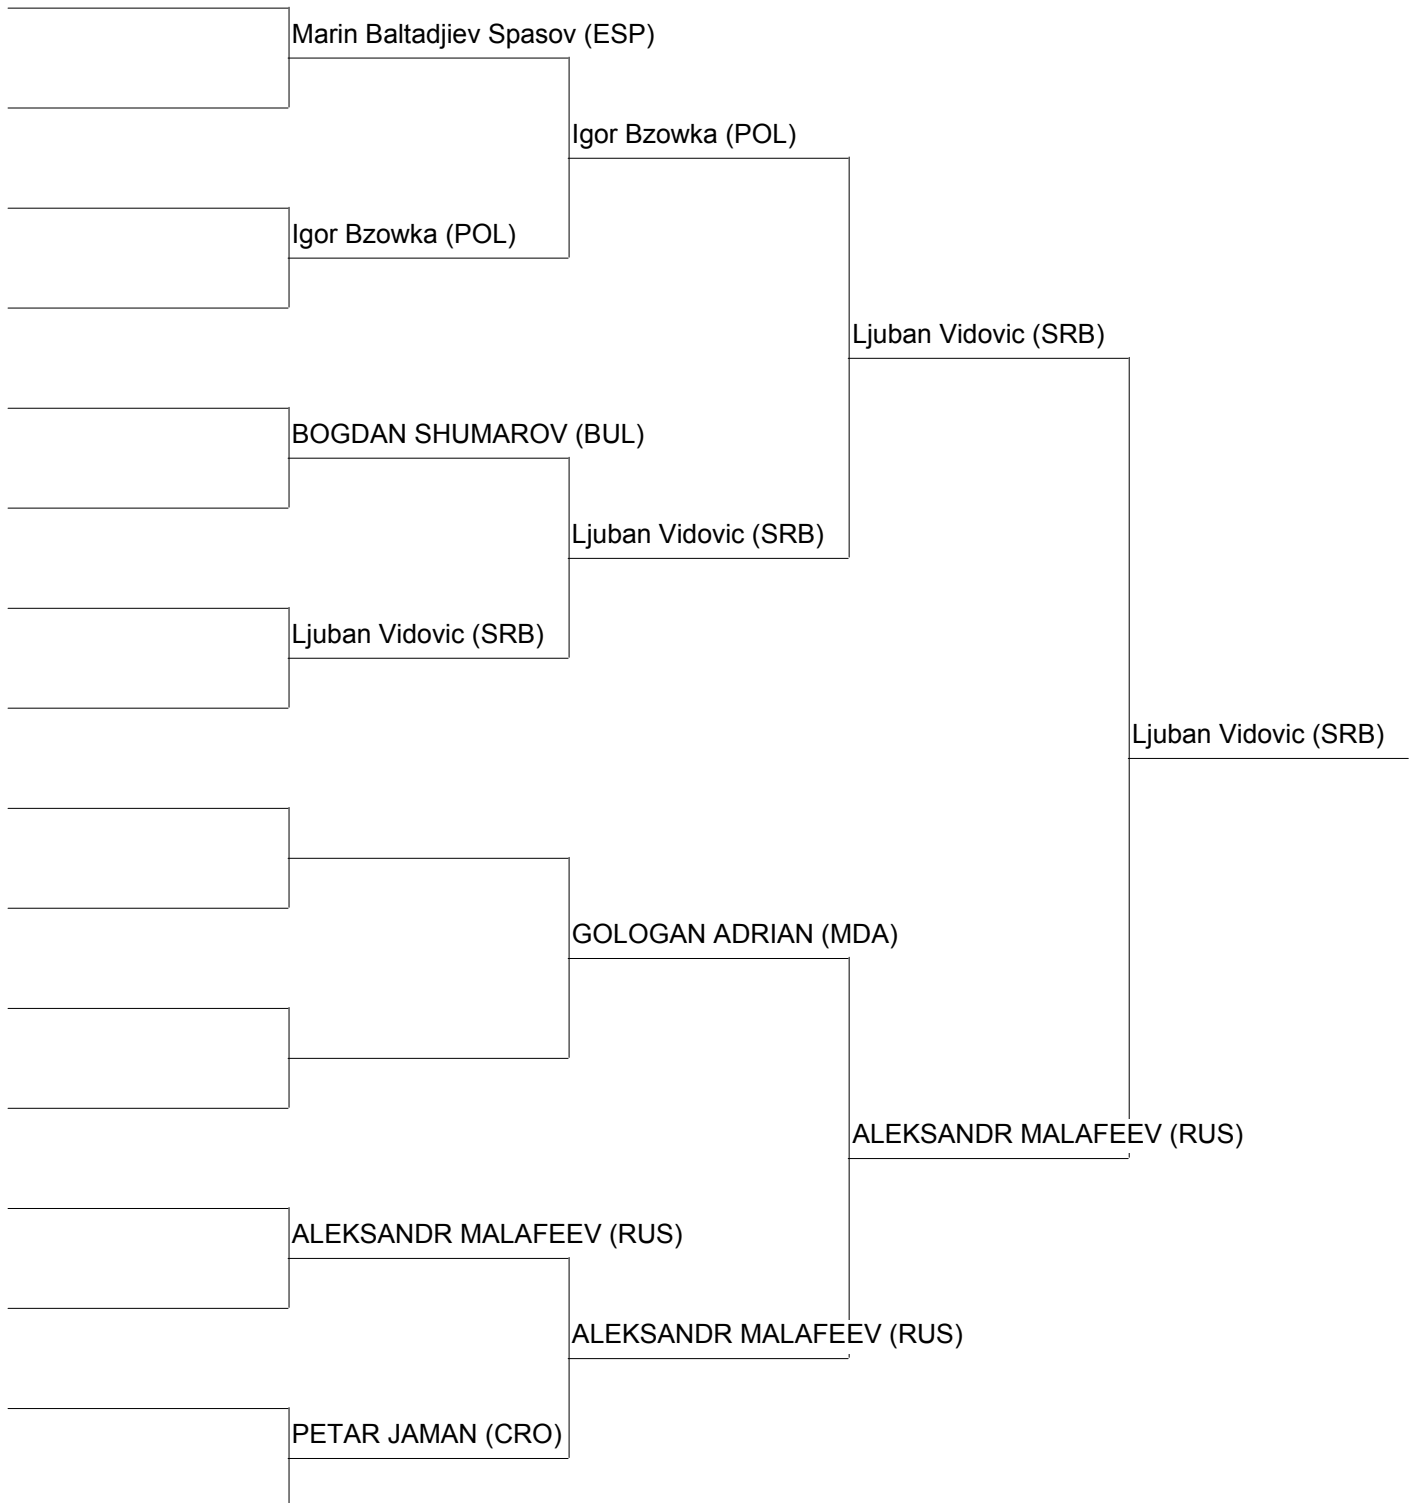 Marin Baltadjiev Spasov (ESP)
Igor Bzowka (POL)
Igor Bzowka (POL)
Ljuban Vidovic (SRB)
BOGDAN SHUMAROV (BUL)
Ljuban Vidovic (SRB)
Ljuban Vidovic (SRB)
Ljuban Vidovic (SRB)
GOLOGAN ADRIAN (MDA)
ALEKSANDR MALAFEEV (RUS)
ALEKSANDR MALAFEEV (RUS)
ALEKSANDR MALAFEEV (RUS)
PETAR JAMAN (CRO)